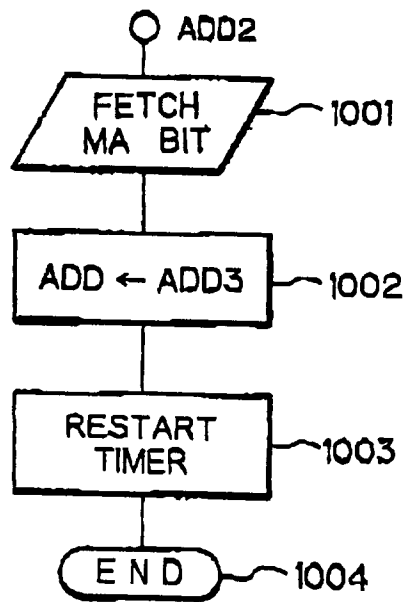 ADD2
FETCH
MA BIT
1001
ADD ← ADD3
1002
RESTART
TIMER
1003
END
1004